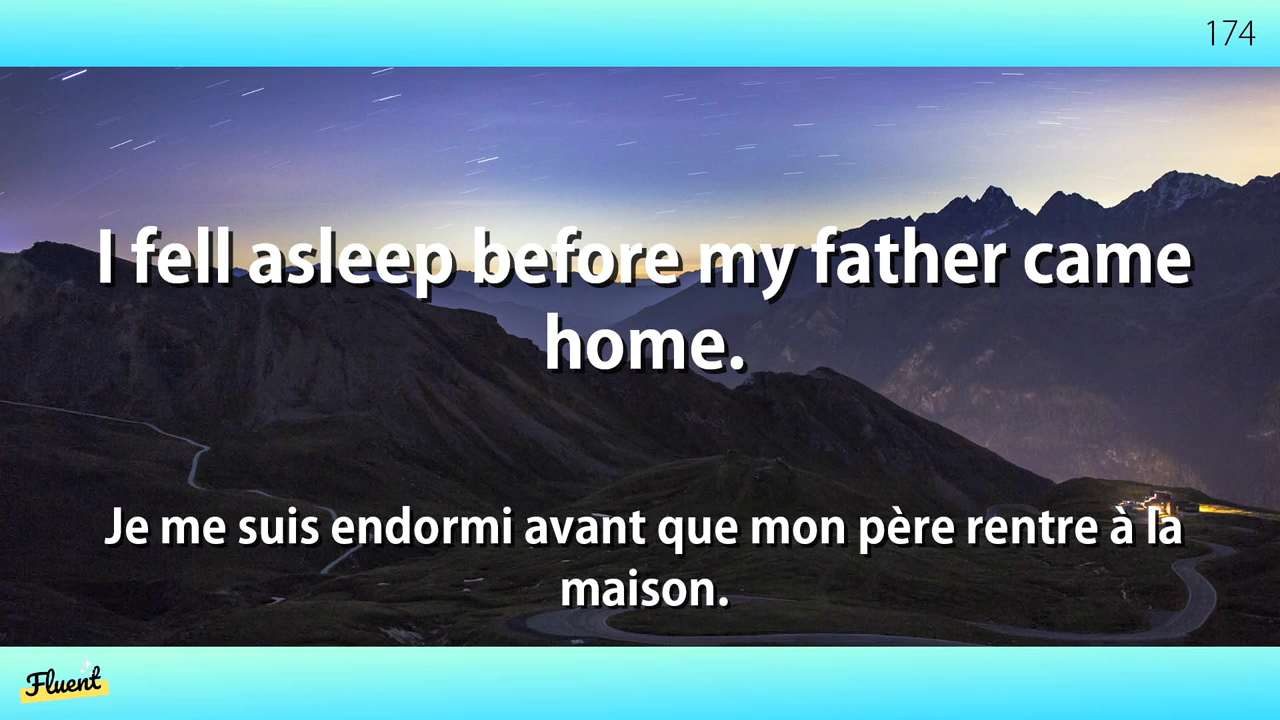 174
I fell asleep before my father came
home.
Je me suis endormi avant que mon père rentre à la
maison.
Fluent